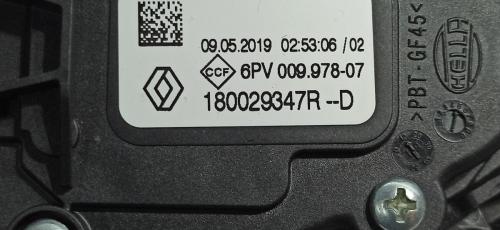 09.05.2019 02:53:06 /02
CCF 6PV 009.978-07
180029347R --D
>PBT-GF45<
HELLA